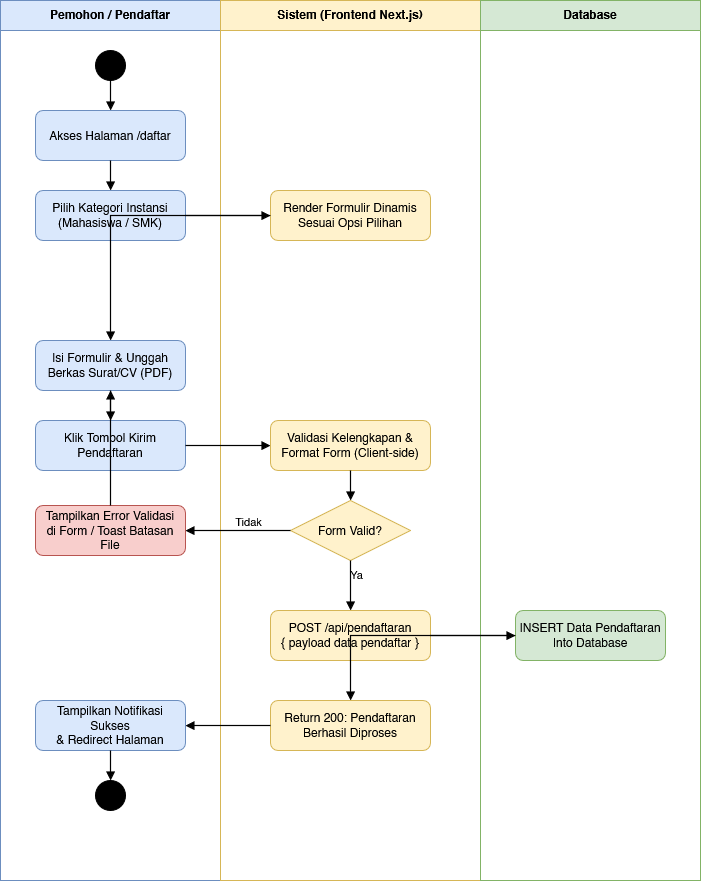 Pemohon / Pendaftar
Sistem (Frontend Next.js)
Database
Akses Halaman /daftar
Pilih Kategori Instansi
(Mahasiswa / SMK)
Render Formulir Dinamis
Sesuai Opsi Pilihan
Isi Formulir & Unggah
Berkas Surat/CV (PDF)
Klik Tombol Kirim
Pendaftaran
Validasi Kelengkapan &
Format Form (Client-side)
Tampilkan Error Validasi
di Form / Toast Batasan
File
Tidak
Form Valid?
Ya
POST /api/pendaftaran
{ payload data pendaftar }
INSERT Data Pendaftaran
Into Database
Tampilkan Notifikasi
Sukses
& Redirect Halaman
Return 200: Pendaftaran
Berhasil Diproses